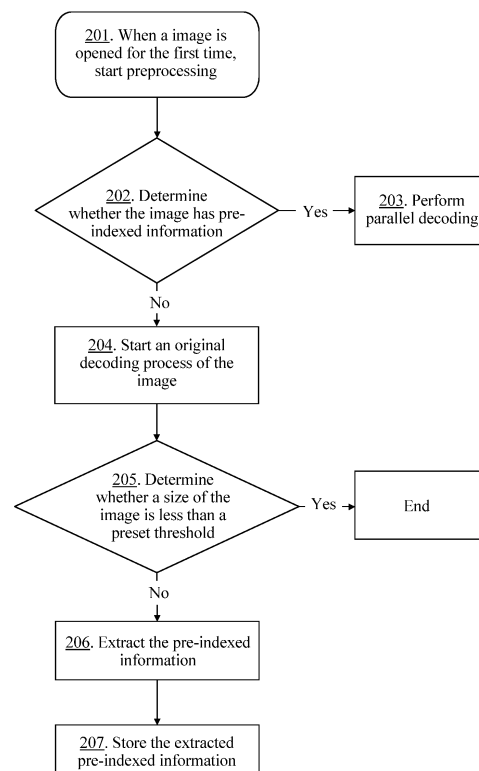 201. When a image is
opened for the first time,
start preprocessing
202. Determine
whether the image has pre-
indexed information
Yes
203. Perform
parallel decoding
No
204. Start an original
decoding process of the
image
205. Determine
whether a size of the
image is less than a
preset threshold
Yes
End
No
206. Extract the pre-indexed
information
207. Store the extracted
pre-indexed information